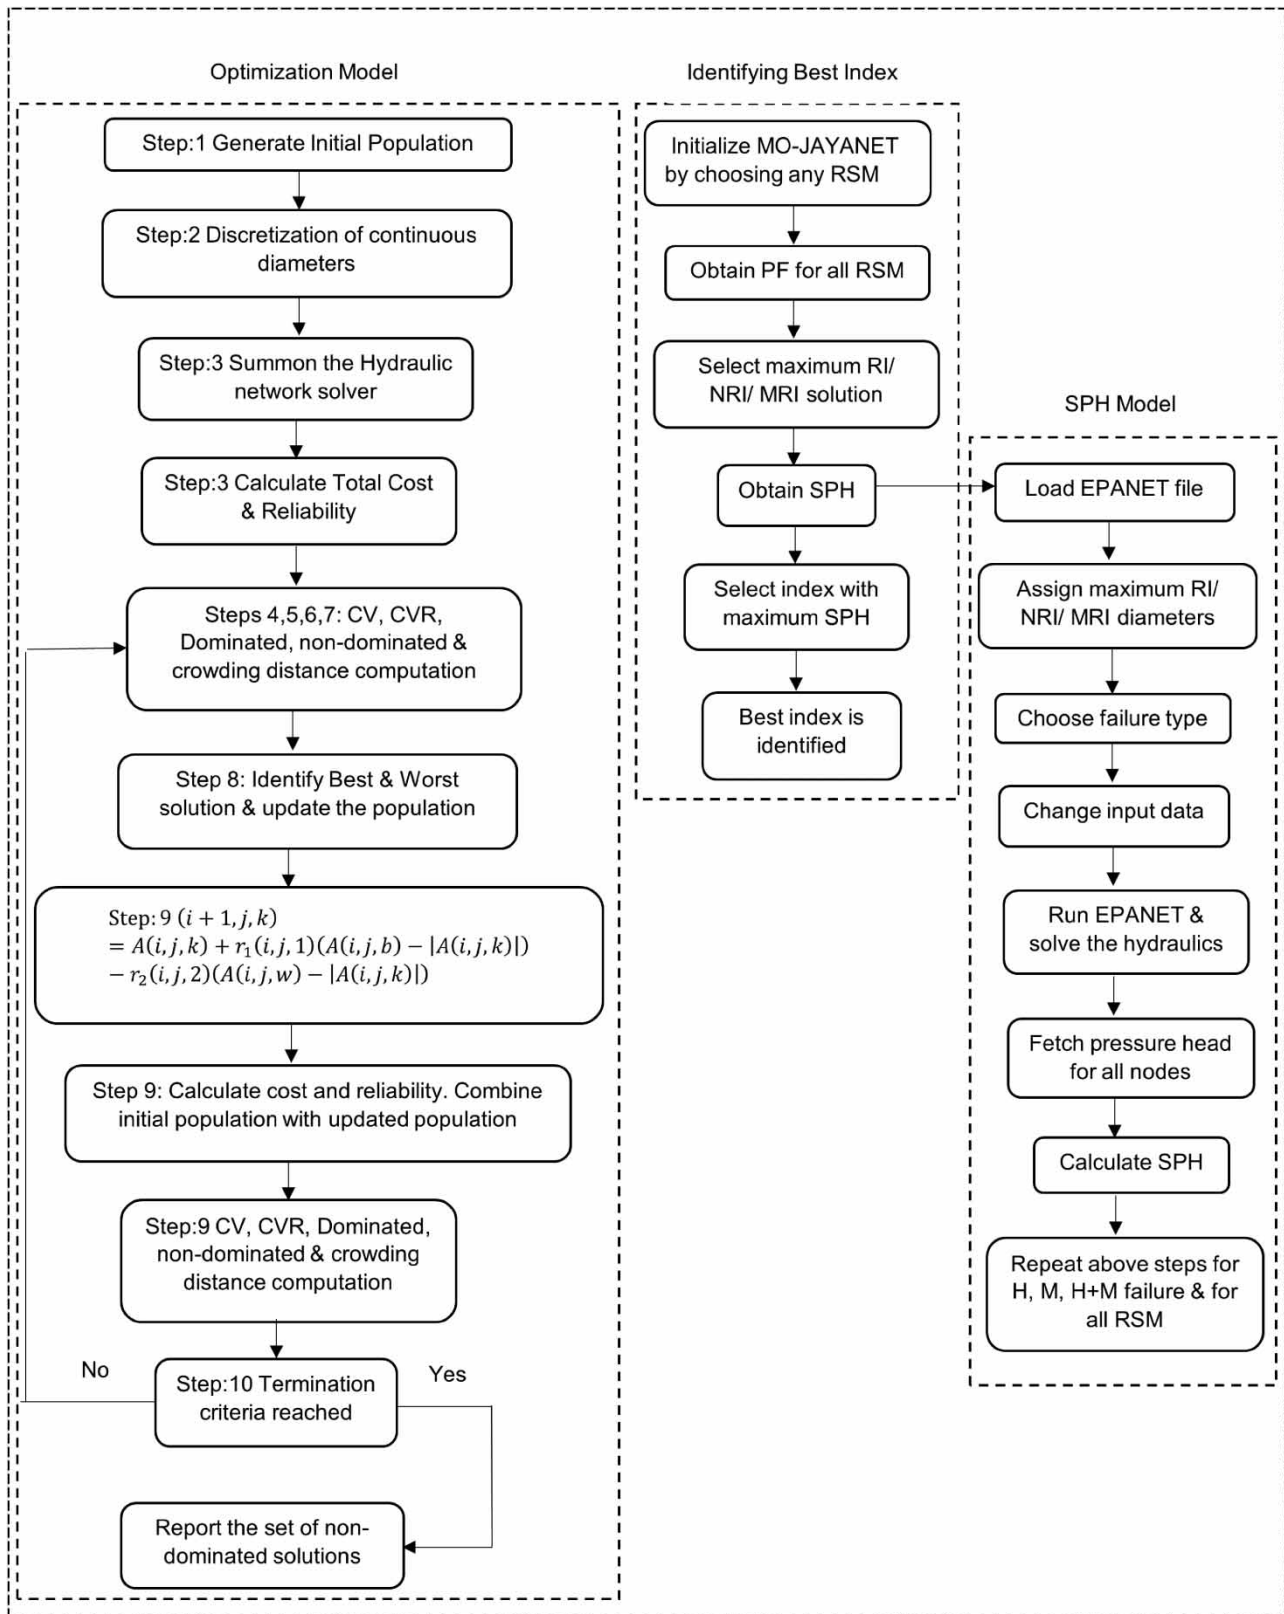 Optimization Model
Step:1 Generate Initial Population
Step:2 Discretization of continuous
diameters
Step:3 Summon the Hydraulic
network solver
Step:3 Calculate Total Cost
& Reliability
Steps 4,5,6,7: CV, CVR,
Dominated, non-dominated &
crowding distance computation
Step 8: Identify Best & Worst
solution & update the population
Step: 9 (i + 1, j, k)
= A(i, j, k) + r₁(i, j, 1)(A(i, j, b) − |A(i, j, k)|)
− r₂(i, j, 2)(A(i, j, w) − |A(i, j, k)|)
Step 9: Calculate cost and reliability. Combine
initial population with updated population
Step:9 CV, CVR, Dominated,
non-dominated & crowding
distance computation
No
Step:10 Termination
criteria reached
Yes
Report the set of non-
dominated solutions
Identifying Best Index
Initialize MO-JAYANET
by choosing any RSM
Obtain PF for all RSM
Select maximum RI/
NRI/ MRI solution
Obtain SPH
Select index with
maximum SPH
Best index is
identified
SPH Model
Load EPANET file
Assign maximum RI/
NRI/ MRI diameters
Choose failure type
Change input data
Run EPANET &
solve the hydraulics
Fetch pressure head
for all nodes
Calculate SPH
Repeat above steps for
H, M, H+M failure & for
all RSM